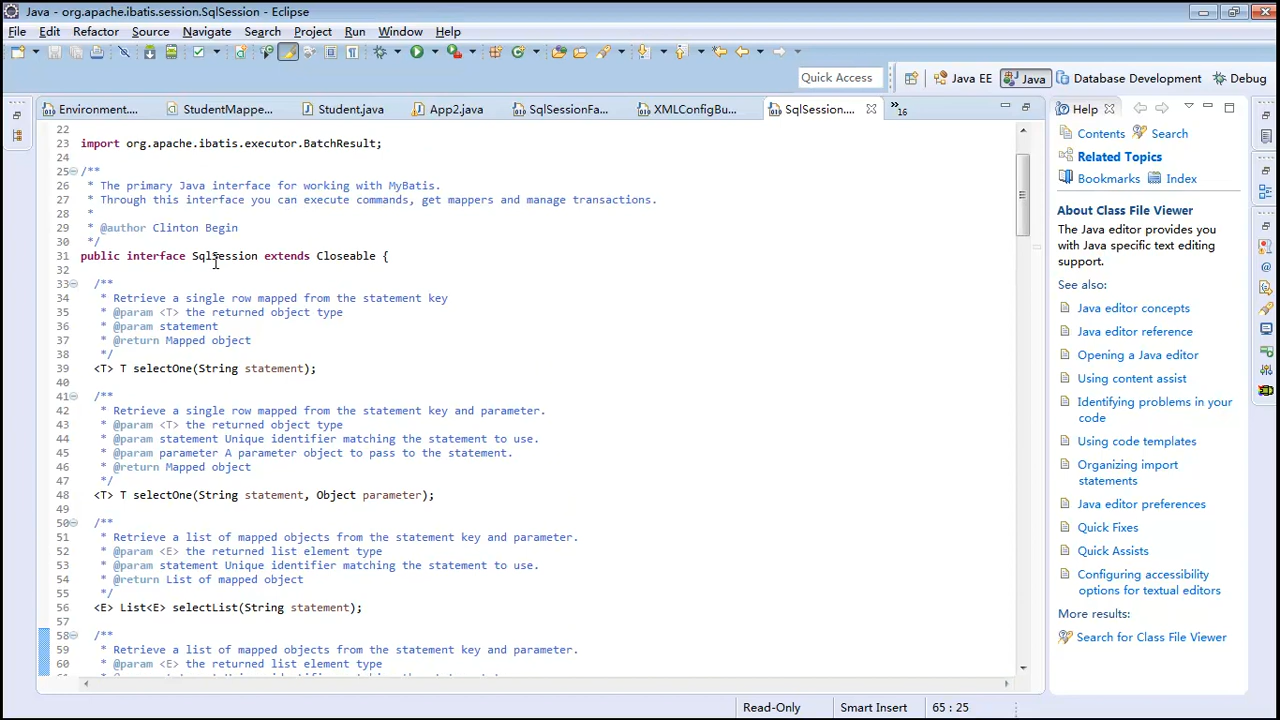 Java - org.apache.ibatis.session.SqlSession - Eclipse
File Edit Refactor Source Navigate Search Project Run Window Help
Quick Access
Java EE Java Database Development Debug
Environment.... StudentMappe... Student.java App2.java SqlSessionFa... XMLConfigBu... SqlSession.... »16
Help
22
23 import org.apache.ibatis.executor.BatchResult;
24
25 /**
26 * The primary Java interface for working with MyBatis.
27 * Through this interface you can execute commands, get mappers and manage transactions.
28 *
29 * @author Clinton Begin
30 */
31 public interface SqlSession extends Closeable {
32
33 /**
34 * Retrieve a single row mapped from the statement key
35 * @param <T> the returned object type
36 * @param statement
37 * @return Mapped object
38 */
39 <T> T selectOne(String statement);
40
41 /**
42 * Retrieve a single row mapped from the statement key and parameter.
43 * @param <T> the returned object type
44 * @param statement Unique identifier matching the statement to use.
45 * @param parameter A parameter object to pass to the statement.
46 * @return Mapped object
47 */
48 <T> T selectOne(String statement, Object parameter);
49
50 /**
51 * Retrieve a list of mapped objects from the statement key and parameter.
52 * @param <E> the returned list element type
53 * @param statement Unique identifier matching the statement to use.
54 * @return List of mapped object
55 */
56 <E> List<E> selectList(String statement);
57
58 /**
59 * Retrieve a list of mapped objects from the statement key and parameter.
60 * @param <E> the returned list element type
Contents Search
Related Topics
Bookmarks Index
About Class File Viewer
The Java editor provides you
with Java specific text editing
support.
See also:
Java editor concepts
Java editor reference
Opening a Java editor
Using content assist
Identifying problems in your
code
Using code templates
Organizing import
statements
Java editor preferences
Quick Fixes
Quick Assists
Configuring accessibility
options for textual editors
More results:
Search for Class File Viewer
Read-Only Smart Insert 65 : 25